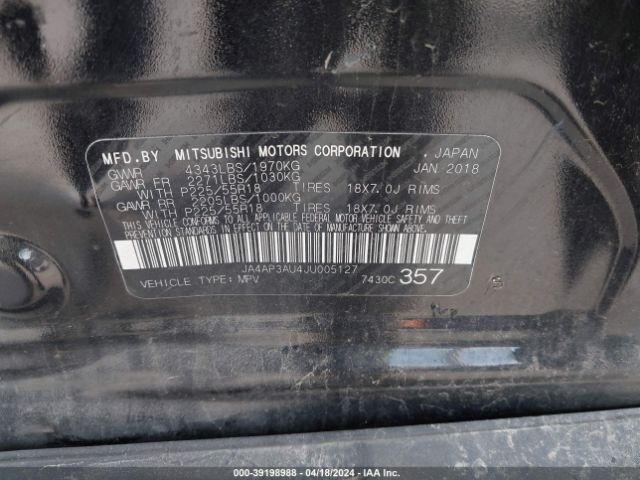 MFD.BY MITSUBISHI MOTORS CORPORATION . JAPAN
GVWR 4343LBS/1970KG JAN.2018
GAWR FR 2271LBS/1030KG
WITH P225/55R18 TIRES 18X7.0J RIMS
GAWR RR 2205LBS/1000KG
WITH P225/55R18 TIRES 18X7.0J RIMS
THIS VEHICLE CONFORMS TO ALL APPLICABLE FEDERAL MOTOR VEHICLE SAFETY AND THEFT
PREVENTION STANDARDS IN EFFECT ON THE DATE OF MANUFACTURE SHOWN ABOVE.
JA4AP3AU4JU005127
VEHICLE TYPE: MPV 7430C 357
000-39198988 - 04/18/2024 - IAA Inc.